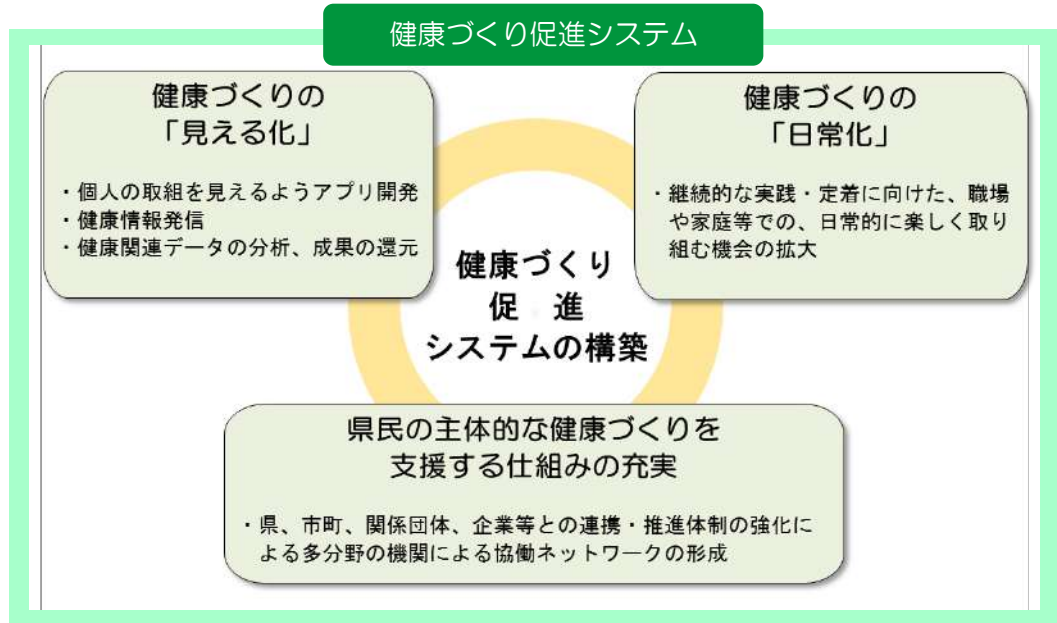 健康づくり促進システム
健康づくりの
「見える化」
・個人の取組を見えるようアプリ開発
・健康情報発信
・健康関連データの分析、成果の還元
健康づくりの
「日常化」
・継続的な実践・定着に向けた、職場
や家庭等での、日常的に楽しく取り
組む機会の拡大
健康づくり
促 進
システムの構築
県民の主体的な健康づくりを
支援する仕組みの充実
・県、市町、関係団体、企業等との連携・推進体制の強化に
よる多分野の機関による協働ネットワークの形成